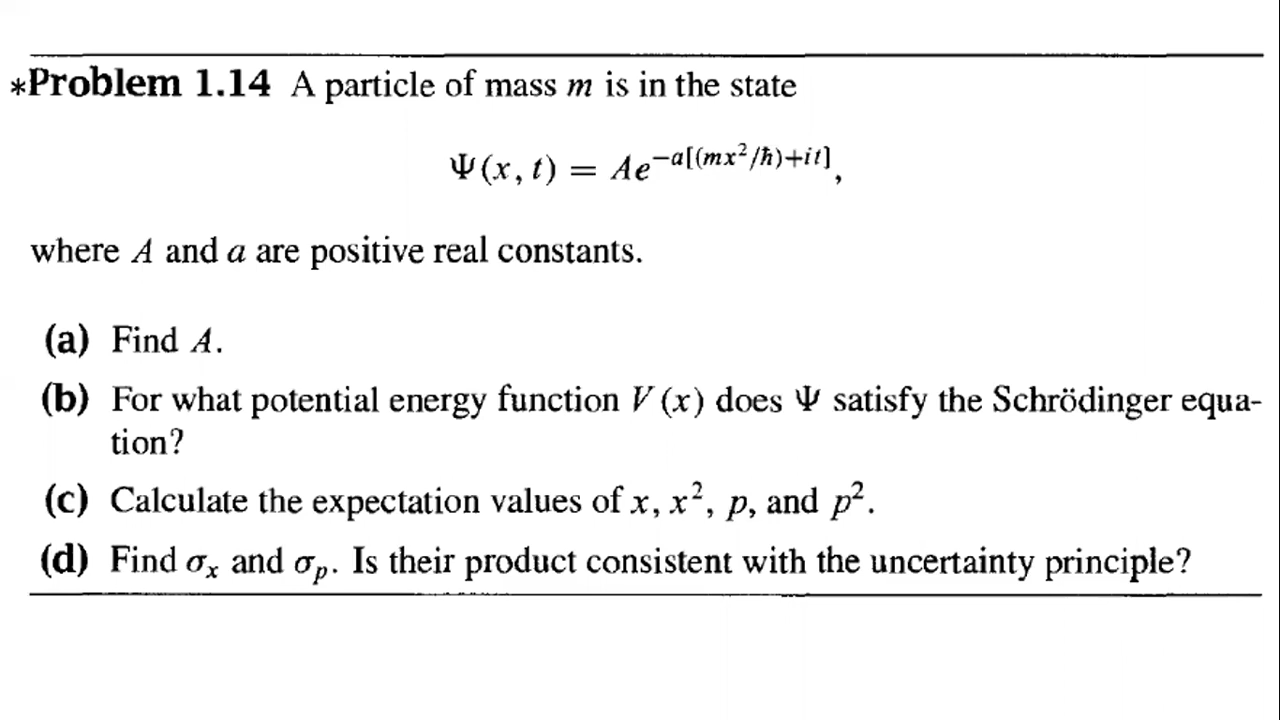 *Problem 1.14 A particle of mass m is in the state
Ψ(x, t) = Ae^{−a[(mx²/ħ)+it]},
where A and a are positive real constants.
(a) Find A.
(b) For what potential energy function V(x) does Ψ satisfy the Schrödinger equa-
tion?
(c) Calculate the expectation values of x, x², p, and p².
(d) Find σₓ and σₚ. Is their product consistent with the uncertainty principle?